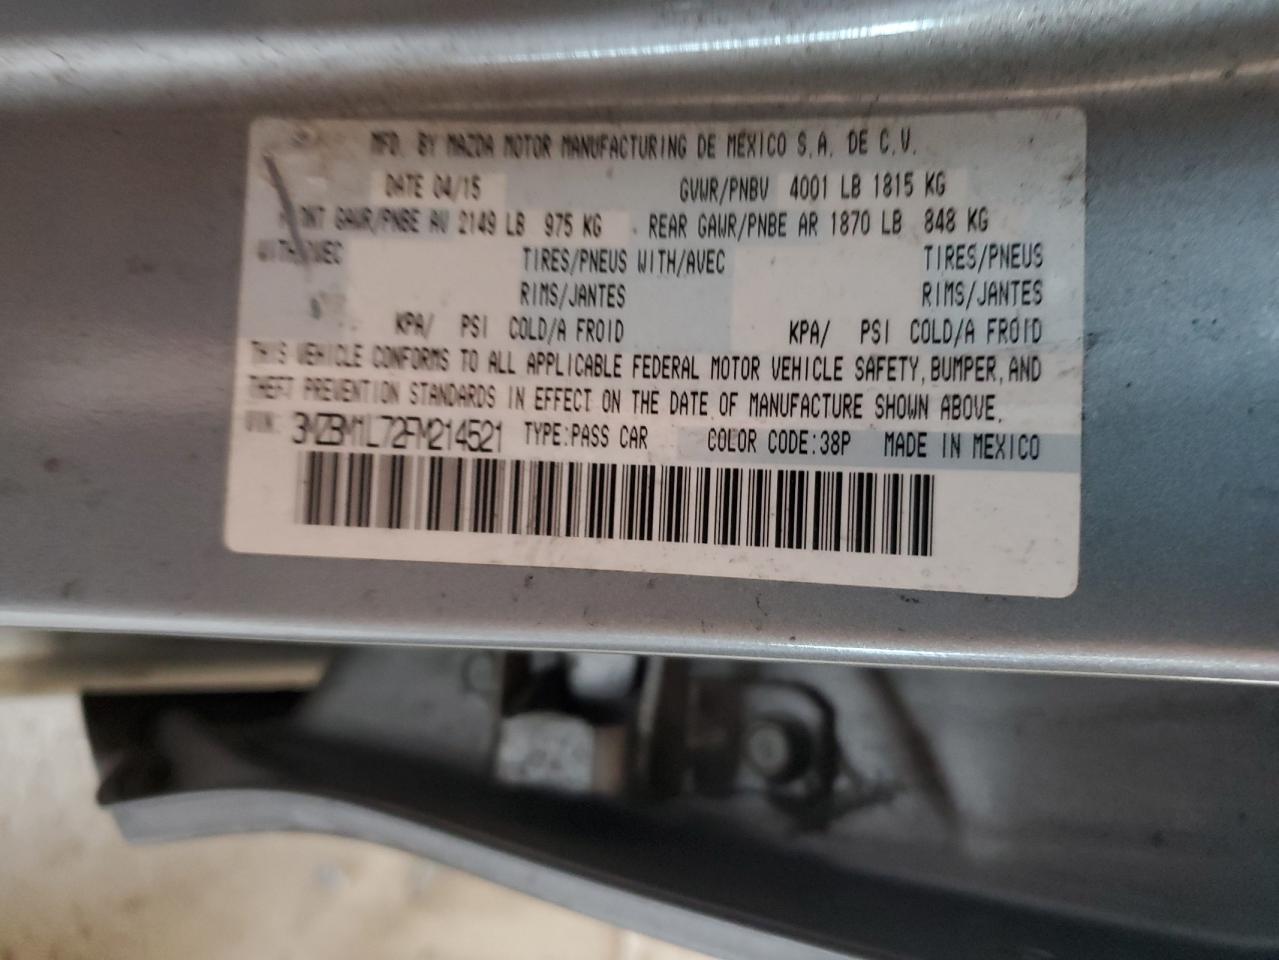 MFD. BY MAZDA MOTOR MANUFACTURING DE MEXICO S.A. DE C.V.
DATE 04/15 GVWR/PNBV 4001 LB 1815 KG
FRONT GAWR/PNBE AV 2149 LB 975 KG REAR GAWR/PNBE AR 1870 LB 848 KG
WITH/AVEC TIRES/PNEUS WITH/AVEC TIRES/PNEUS
RIMS/JANTES RIMS/JANTES
KPA/ PSI COLD/A FROID KPA/ PSI COLD/A FROID
THIS VEHICLE CONFORMS TO ALL APPLICABLE FEDERAL MOTOR VEHICLE SAFETY, BUMPER, AND
THEFT PREVENTION STANDARDS IN EFFECT ON THE DATE OF MANUFACTURE SHOWN ABOVE.
VIN: 3MZBM1L72FM214521 TYPE:PASS CAR COLOR CODE:38P MADE IN MEXICO